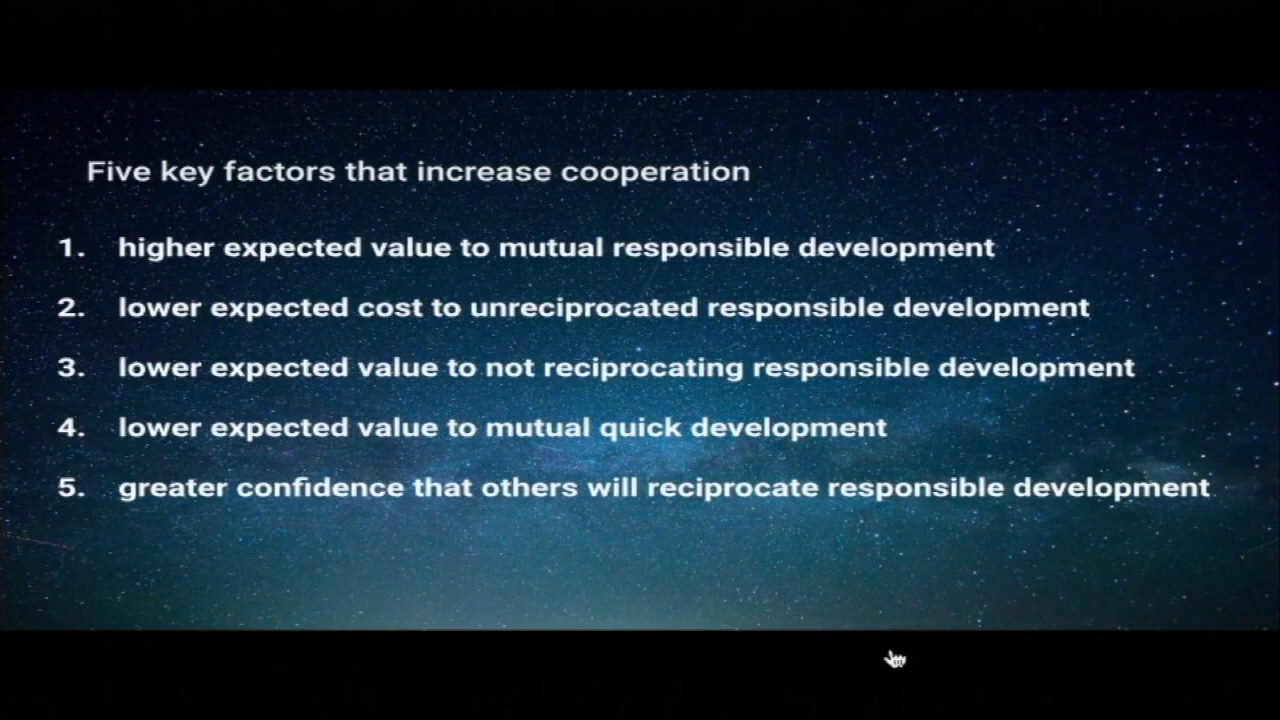 Five key factors that increase cooperation
1. higher expected value to mutual responsible development
2. lower expected cost to unreciprocated responsible development
3. lower expected value to not reciprocating responsible development
4. lower expected value to mutual quick development
5. greater confidence that others will reciprocate responsible development